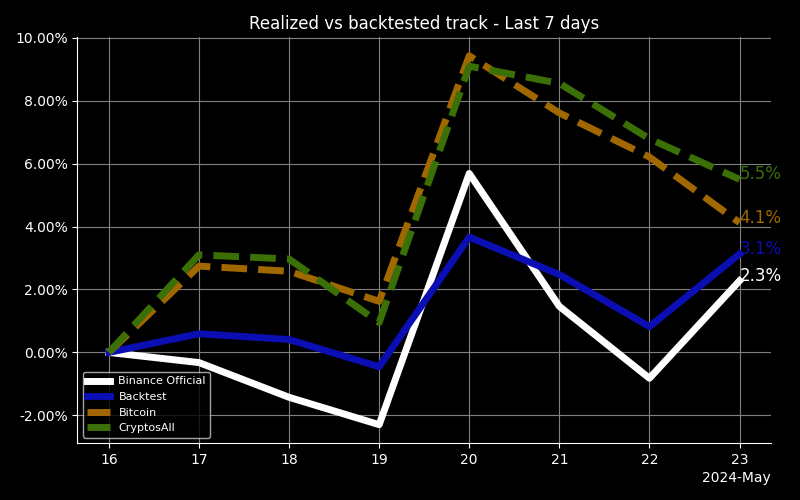 Realized vs backtested track - Last 7 days
10.00%
8.00%
6.00%
4.00%
2.00%
0.00%
-2.00%
5.5%
4.1%
3.1%
2.3%
Binance Official
Backtest
Bitcoin
CryptosAll
16 17 18 19 20 21 22 23
2024-May